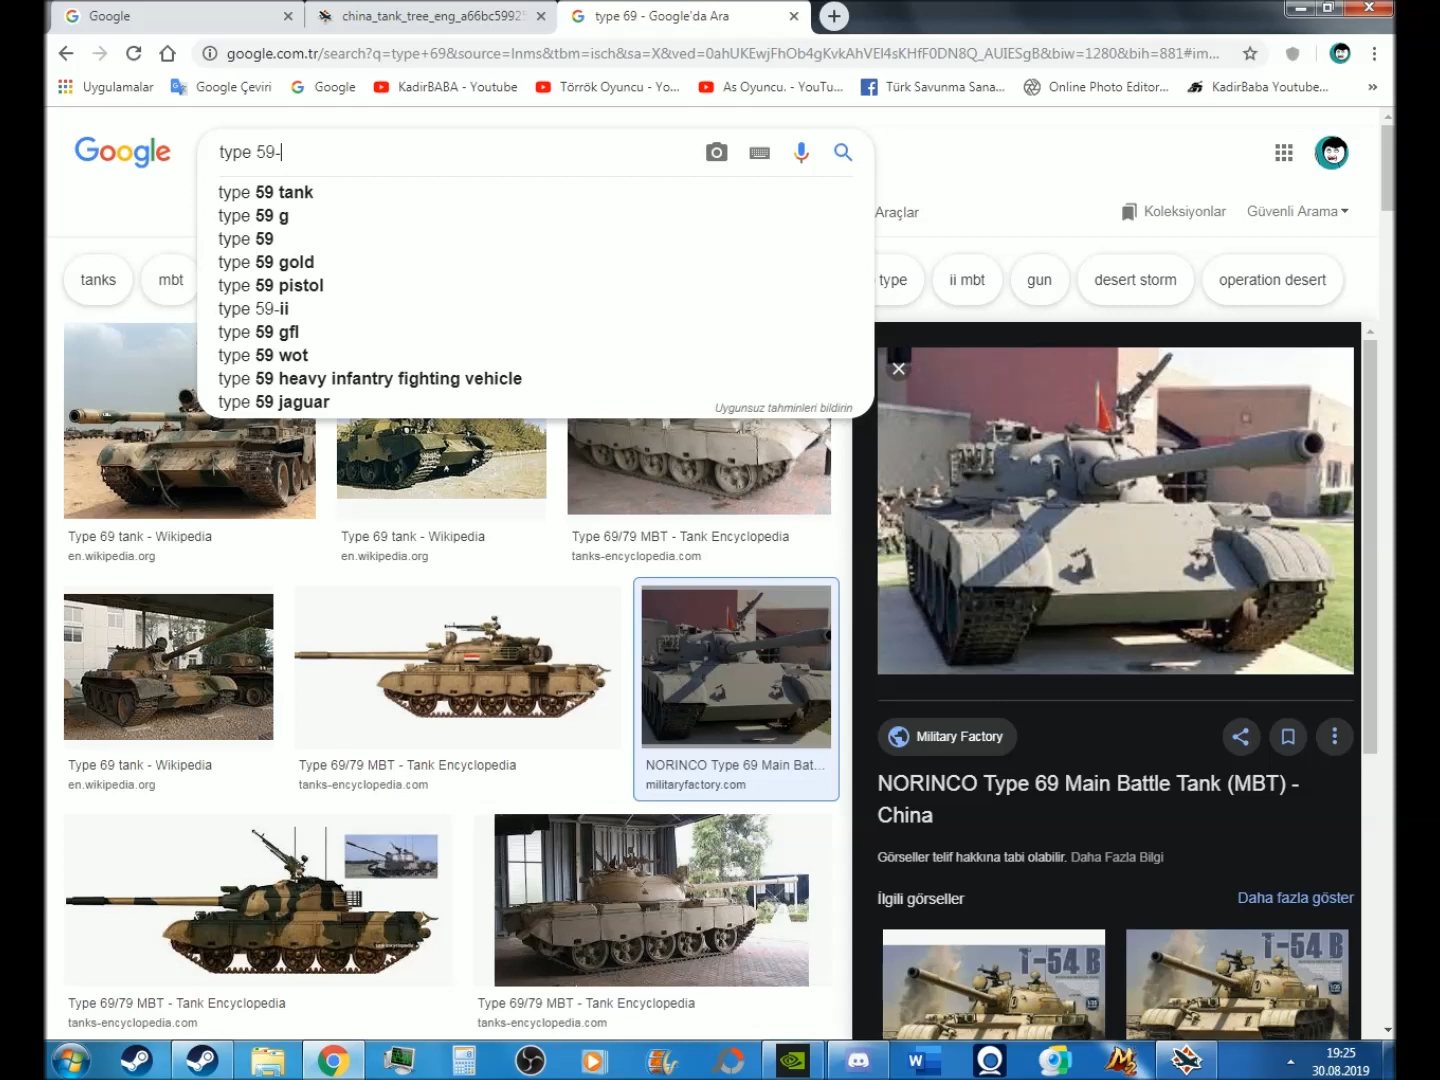 Google
china_tank_tree_eng_a66bc59925
type 69 - Google'da Ara
google.com.tr/search?q=type+69&source=lnms&tbm=isch&sa=X&ved=0ahUKEwjFhOb4gKvkAhVEl4sKHfF0DN8Q_AUIESgB&biw=1280&bih=881#im...
Uygulamalar
Google Çeviri
Google
KadirBABA - Youtube
Törrök Oyuncu - Yo...
As Oyuncu. - YouTu...
Türk Savunma Sana...
Online Photo Editor...
KadirBaba Youtube...
»
Google
type 59-
type 59 tank
type 59 g
type 59
type 59 gold
type 59 pistol
type 59-ii
type 59 gfl
type 59 wot
type 59 heavy infantry fighting vehicle
type 59 jaguar
Uygunsuz tahminleri bildirin
Araçlar
Koleksiyonlar
Güvenli Arama
tanks
mbt
type
ii mbt
gun
desert storm
operation desert
Type 69 tank - Wikipedia
en.wikipedia.org
Type 69 tank - Wikipedia
en.wikipedia.org
Type 69/79 MBT - Tank Encyclopedia
tanks-encyclopedia.com
Type 69 tank - Wikipedia
en.wikipedia.org
Type 69/79 MBT - Tank Encyclopedia
tanks-encyclopedia.com
NORINCO Type 69 Main Bat...
militaryfactory.com
Type 69/79 MBT - Tank Encyclopedia
tanks-encyclopedia.com
Type 69/79 MBT - Tank Encyclopedia
tanks-encyclopedia.com
Military Factory
NORINCO Type 69 Main Battle Tank (MBT) -
China
Görseller telif hakkına tabi olabilir. Daha Fazla Bilgi
İlgili görseller
Daha fazla göster
T-54 B
T-54 B
19:25
30.08.2019